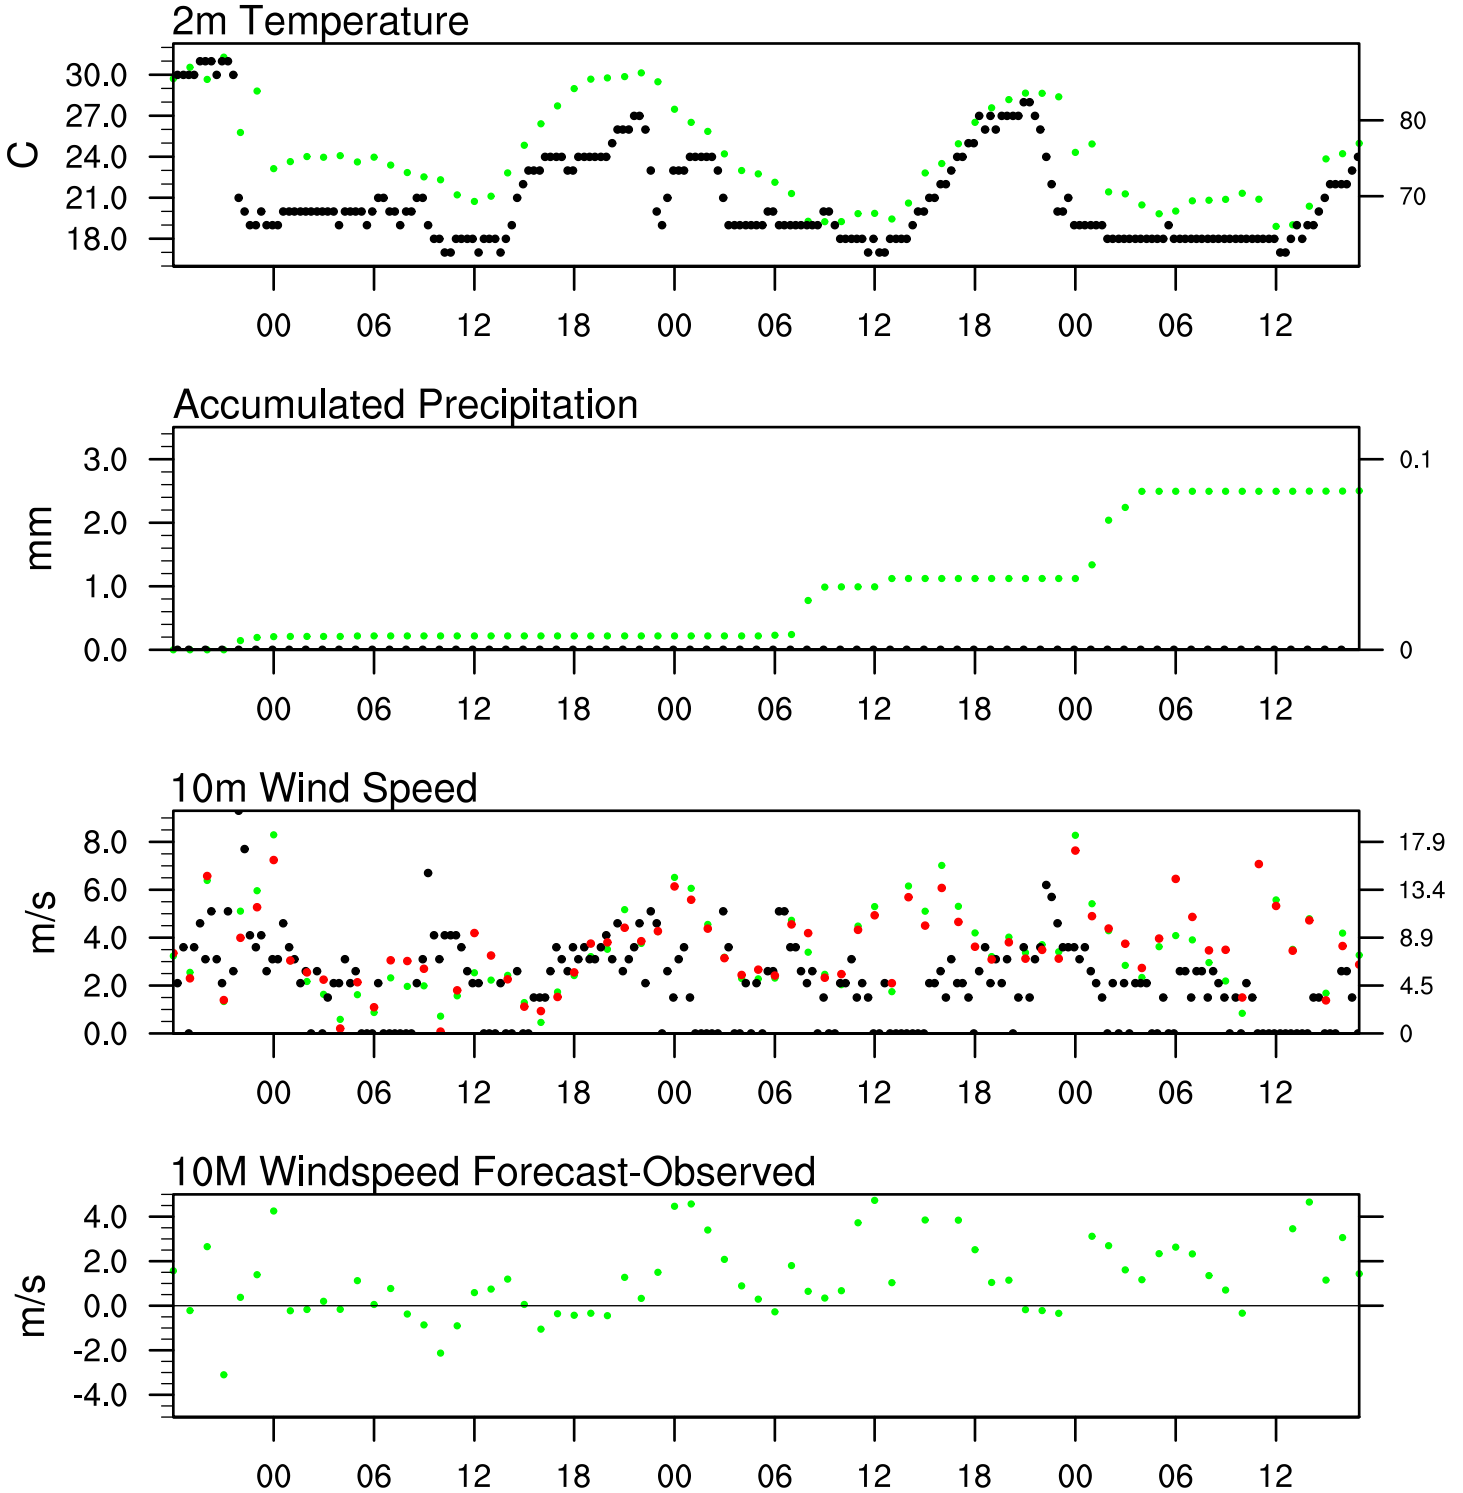 2m Temperature
30.0
27.0
24.0
21.0
18.0
C
80
70
00 06 12 18 00 06 12 18 00 06 12
Accumulated Precipitation
3.0
2.0
1.0
0.0
mm
0.1
0
00 06 12 18 00 06 12 18 00 06 12
10m Wind Speed
8.0
6.0
4.0
2.0
0.0
m/s
17.9
13.4
8.9
4.5
0
00 06 12 18 00 06 12 18 00 06 12
10M Windspeed Forecast-Observed
4.0
2.0
0.0
-2.0
-4.0
m/s
00 06 12 18 00 06 12 18 00 06 12